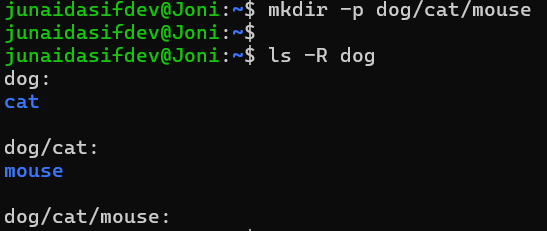 junaidasifdev@Joni:~$ mkdir -p dog/cat/mouse
junaidasifdev@Joni:~$
junaidasifdev@Joni:~$ ls -R dog
dog:
cat

dog/cat:
mouse

dog/cat/mouse: